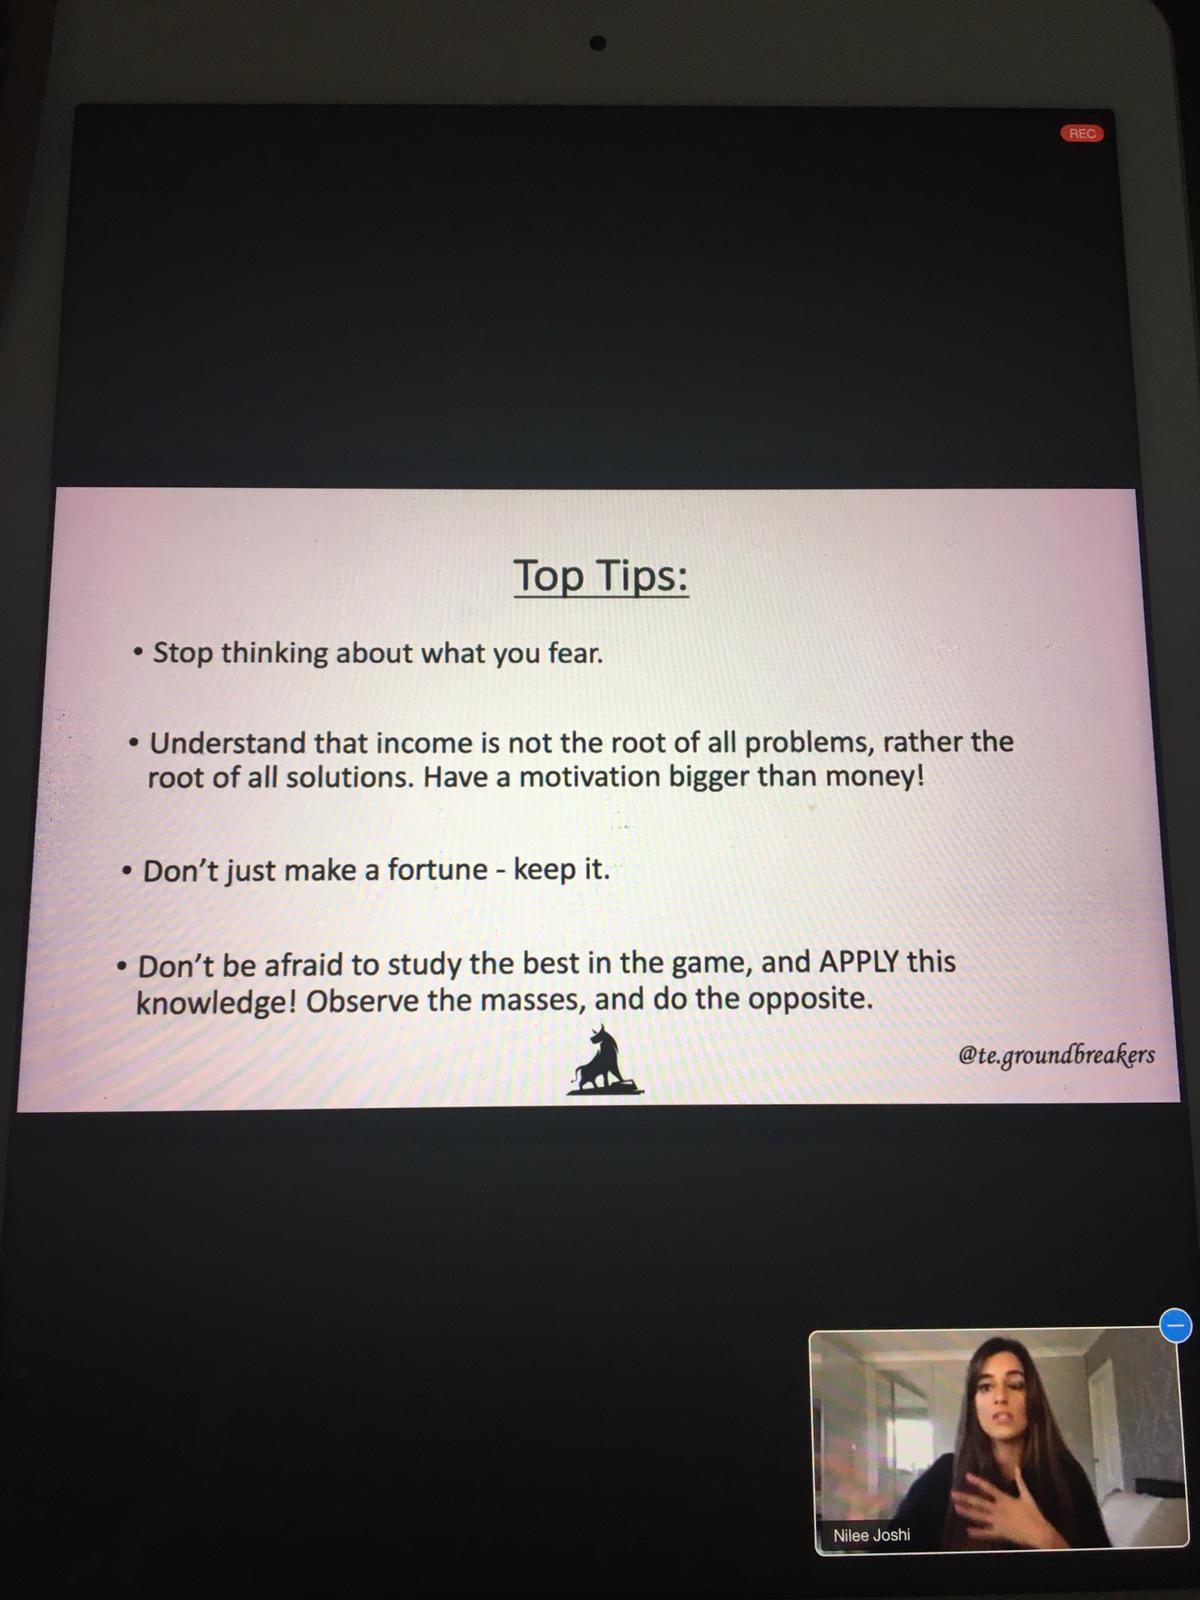 REC
Top Tips:
• Stop thinking about what you fear.
• Understand that income is not the root of all problems, rather the
root of all solutions. Have a motivation bigger than money!
• Don’t just make a fortune - keep it.
• Don’t be afraid to study the best in the game, and APPLY this
knowledge! Observe the masses, and do the opposite.
@te.groundbreakers
Nilee Joshi